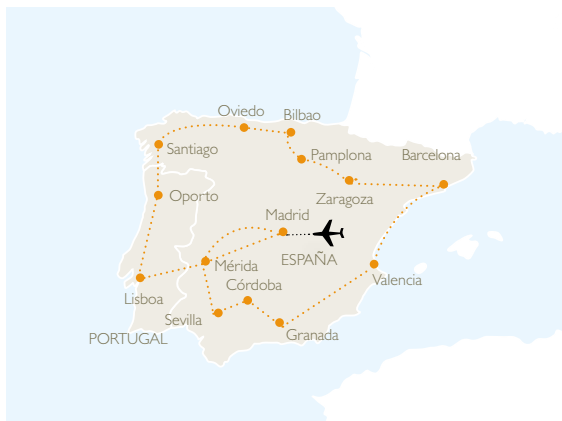 Oviedo
Bilbao
Santiago
Pamplona
Barcelona
Oporto
Zaragoza
Madrid
ESPAÑA
Mérida
Valencia
Córdoba
Lisboa
Sevilla
Granada
PORTUGAL